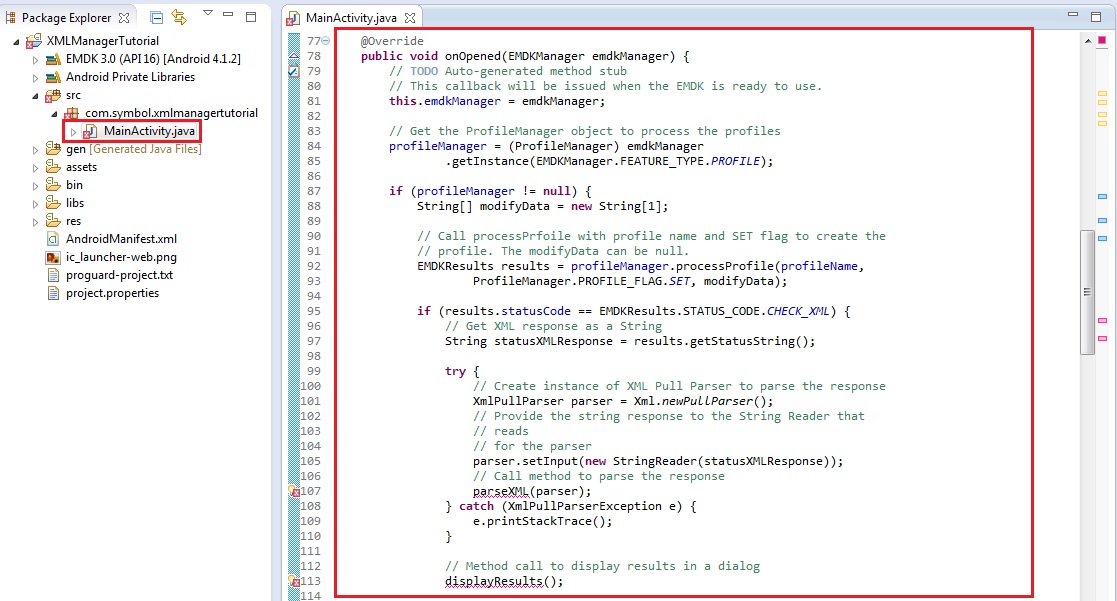 Package Explorer
XMLManagerTutorial
EMDK 3.0 (API16) [Android 4.1.2]
Android Private Libraries
src
com.symbol.xmlmanagertutorial
MainActivity.java
gen [Generated Java Files]
assets
bin
libs
res
AndroidManifest.xml
ic_launcher-web.png
proguard-project.txt
project.properties
MainActivity.java
77 @Override
78 public void onOpened(EMDKManager emdkManager) {
79 // TODO Auto-generated method stub
80 // This callback will be issued when the EMDK is ready to use.
81 this.emdkManager = emdkManager;
82
83 // Get the ProfileManager object to process the profiles
84 profileManager = (ProfileManager) emdkManager
85 .getInstance(EMDKManager.FEATURE_TYPE.PROFILE);
86
87 if (profileManager != null) {
88 String[] modifyData = new String[1];
89
90 // Call processPrfoile with profile name and SET flag to create the
91 // profile. The modifyData can be null.
92 EMDKResults results = profileManager.processProfile(profileName,
93 ProfileManager.PROFILE_FLAG.SET, modifyData);
94
95 if (results.statusCode == EMDKResults.STATUS_CODE.CHECK_XML) {
96 // Get XML response as a String
97 String statusXMLResponse = results.getStatusString();
98
99 try {
100 // Create instance of XML Pull Parser to parse the response
101 XmlPullParser parser = Xml.newPullParser();
102 // Provide the string response to the String Reader that
103 // reads
104 // for the parser
105 parser.setInput(new StringReader(statusXMLResponse));
106 // Call method to parse the response
107 parseXML(parser);
108 } catch (XmlPullParserException e) {
109 e.printStackTrace();
110 }
111
112 // Method call to display results in a dialog
113 displayResults();
114